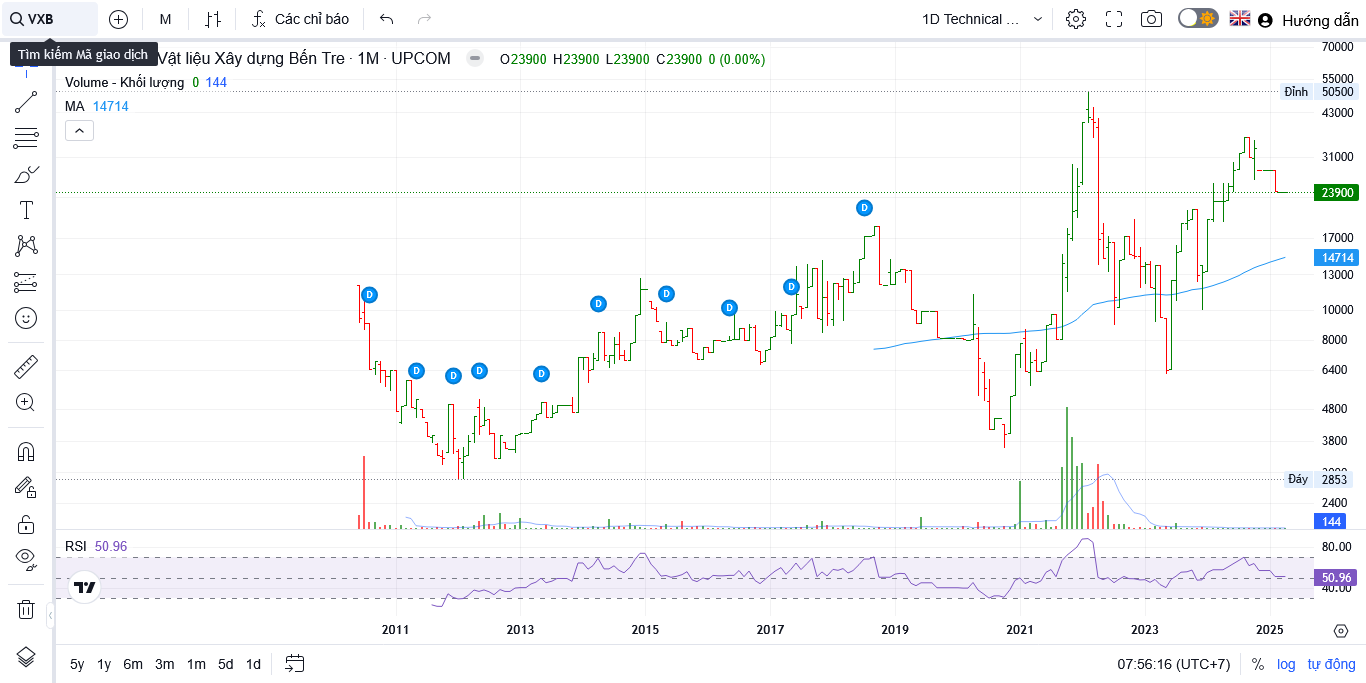 VXB
M
Các chỉ báo
1D Technical ...
Hướng dẫn
Tìm kiếm Mã giao dịch
Vật liệu Xây dựng Bến Tre · 1M · UPCOM
O23900 H23900 L23900 C23900 0 (0.00%)
Volume - Khối lượng 0 144
MA 14714
70000
55000
Đỉnh 50500
43000
31000
23900
17000
14714
13000
10000
8000
6400
4800
3800
Đáy 2853
2400
144
D
D
D
D
D
D
D
D
D
D
RSI 50.96
80.00
50.96
40.00
2011
2013
2015
2017
2019
2021
2023
2025
5y 1y 6m 3m 1m 5d 1d
07:56:16 (UTC+7)
% log tự động